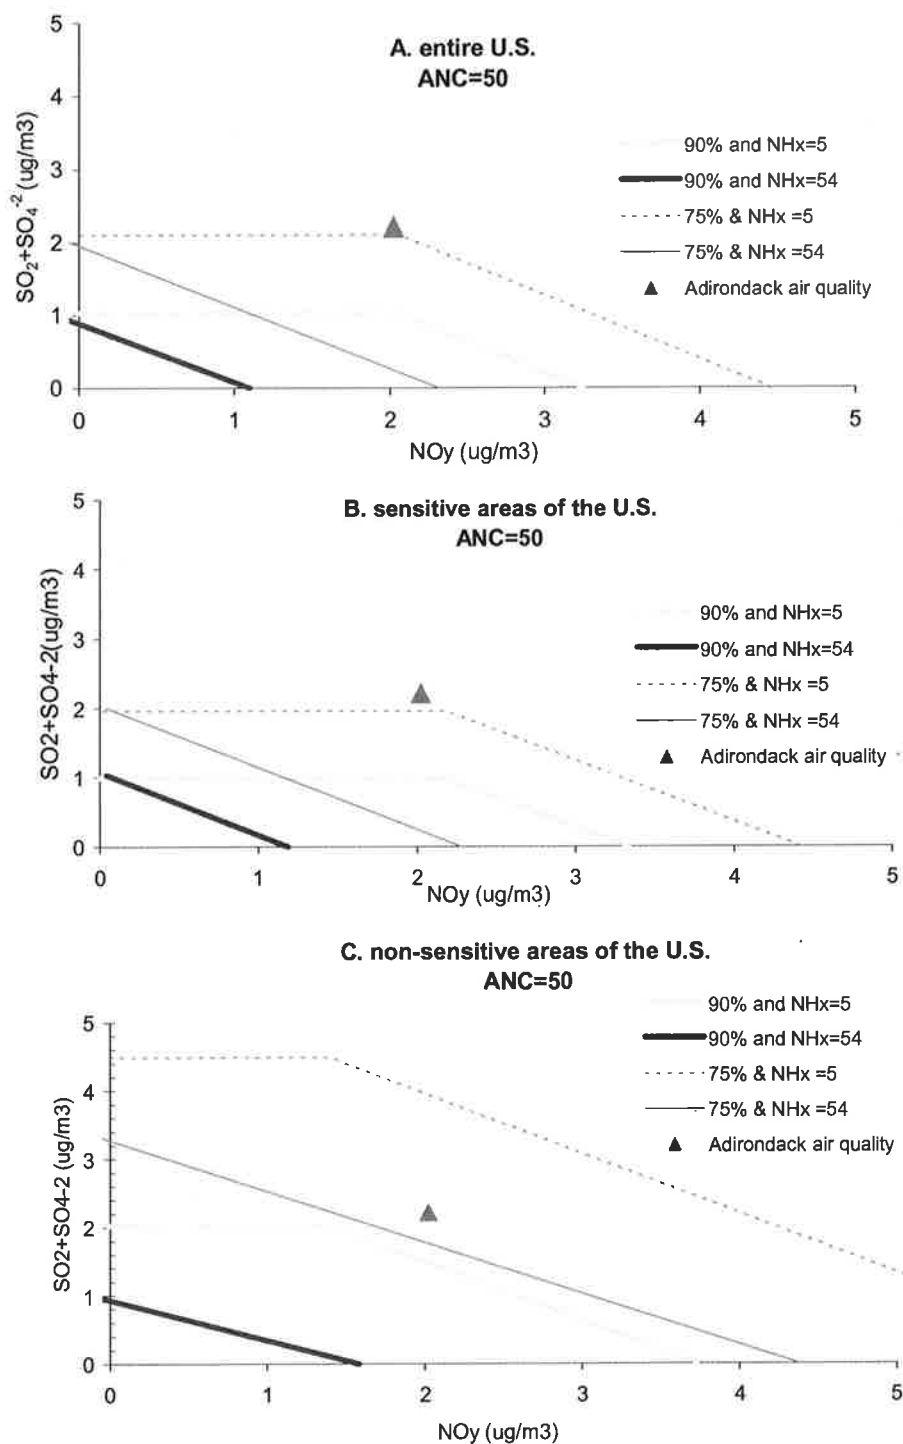 A. entire U.S.
ANC=50
5
4
3
2
1
0
SO2+SO4-2 (ug/m3)
90% and NHx=5
90% and NHx=54
75% & NHx =5
75% & NHx =54
Adirondack air quality
0 1 2 3 4 5
NOy (ug/m3)
B. sensitive areas of the U.S.
ANC=50
5
4
3
2
1
0
SO2+SO4-2(ug/m3)
90% and NHx=5
90% and NHx=54
75% & NHx =5
75% & NHx =54
Adirondack air quality
0 1 2 3 4 5
NOy (ug/m3)
C. non-sensitive areas of the U.S.
ANC=50
5
4
3
2
1
0
SO2+SO4-2 (ug/m3)
90% and NHx=5
90% and NHx=54
75% & NHx =5
75% & NHx =54
Adirondack air quality
0 1 2 3 4 5
NOy (ug/m3)